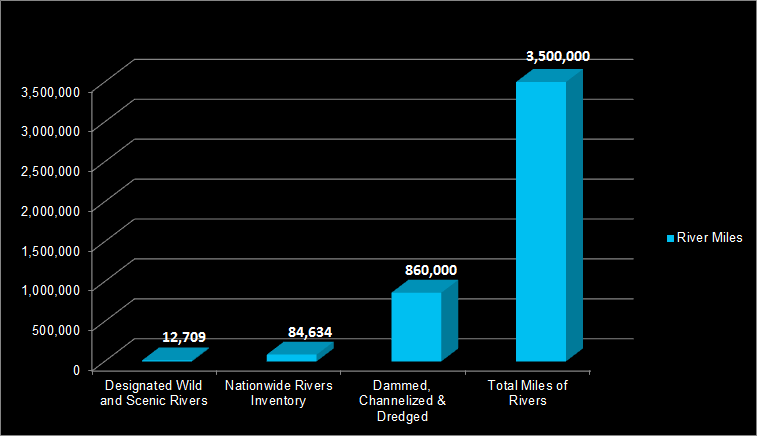 3,500,000
3,500,000
3,000,000
2,500,000
2,000,000
1,500,000
1,000,000
500,000
0
860,000
84,634
12,709
River Miles
Designated Wild
and Scenic Rivers
Nationwide Rivers
Inventory
Dammed,
Channelized &
Dredged
Total Miles of
Rivers